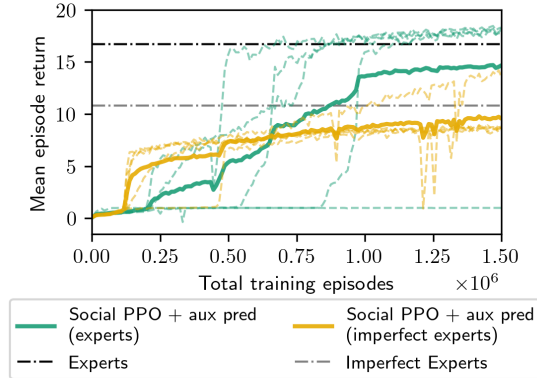 20
15
10
5
0
Mean episode return
0.00 0.25 0.50 0.75 1.00 1.25 1.50
Total training episodes ×10⁶
Social PPO + aux pred
(experts)
Experts
Social PPO + aux pred
(imperfect experts)
Imperfect Experts